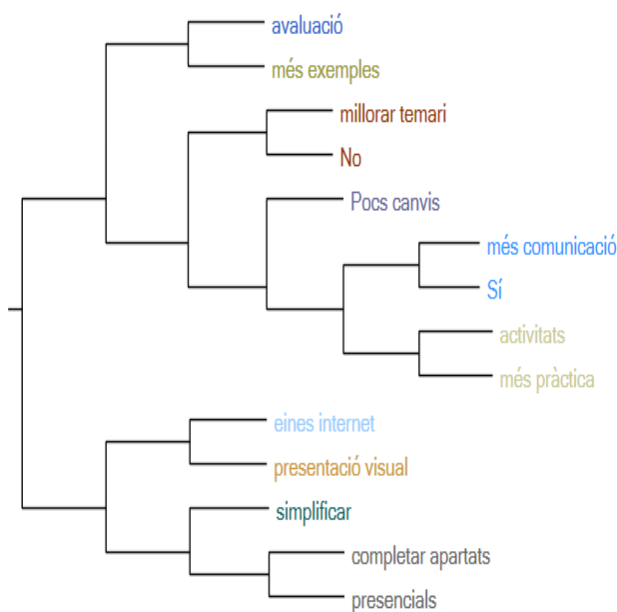 avaluació
més exemples
millorar temari
No
Pocs canvis
més comunicació
Sí
activitats
més pràctica
eines internet
presentació visual
simplificar
completar apartats
presencials